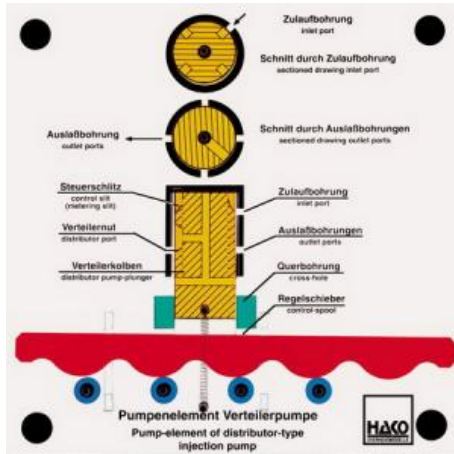 Zulaufbohrung
inlet port
Schnitt durch Zulaufbohrung
sectioned drawing inlet port
Auslaßbohrung
outlet ports
Schnitt durch Auslaßbohrungen
sectioned drawing outlet ports
Steuerschlitz
control slit
(metering slit)
Zulaufbohrung
inlet port
Verteilernut
distributor port
Auslaßbohrungen
outlet ports
Verteilerkolben
distributor pump-plunger
Querbohrung
cross-hole
Regelschieber
control-spool
Pumpenelement Verteilerpumpe
Pump-element of distributor-type
injection pump
HACO